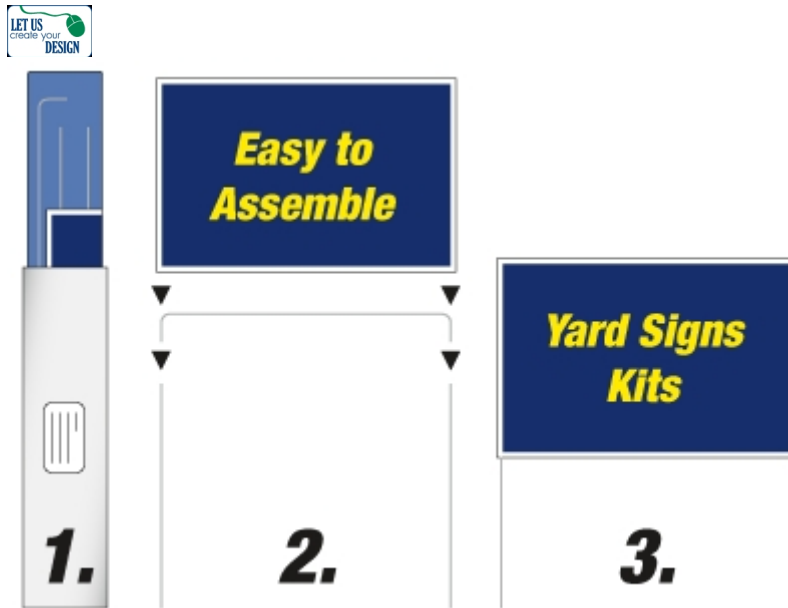 LET US
create your
DESIGN
Easy to
Assemble
Yard Signs
Kits
1.
2.
3.